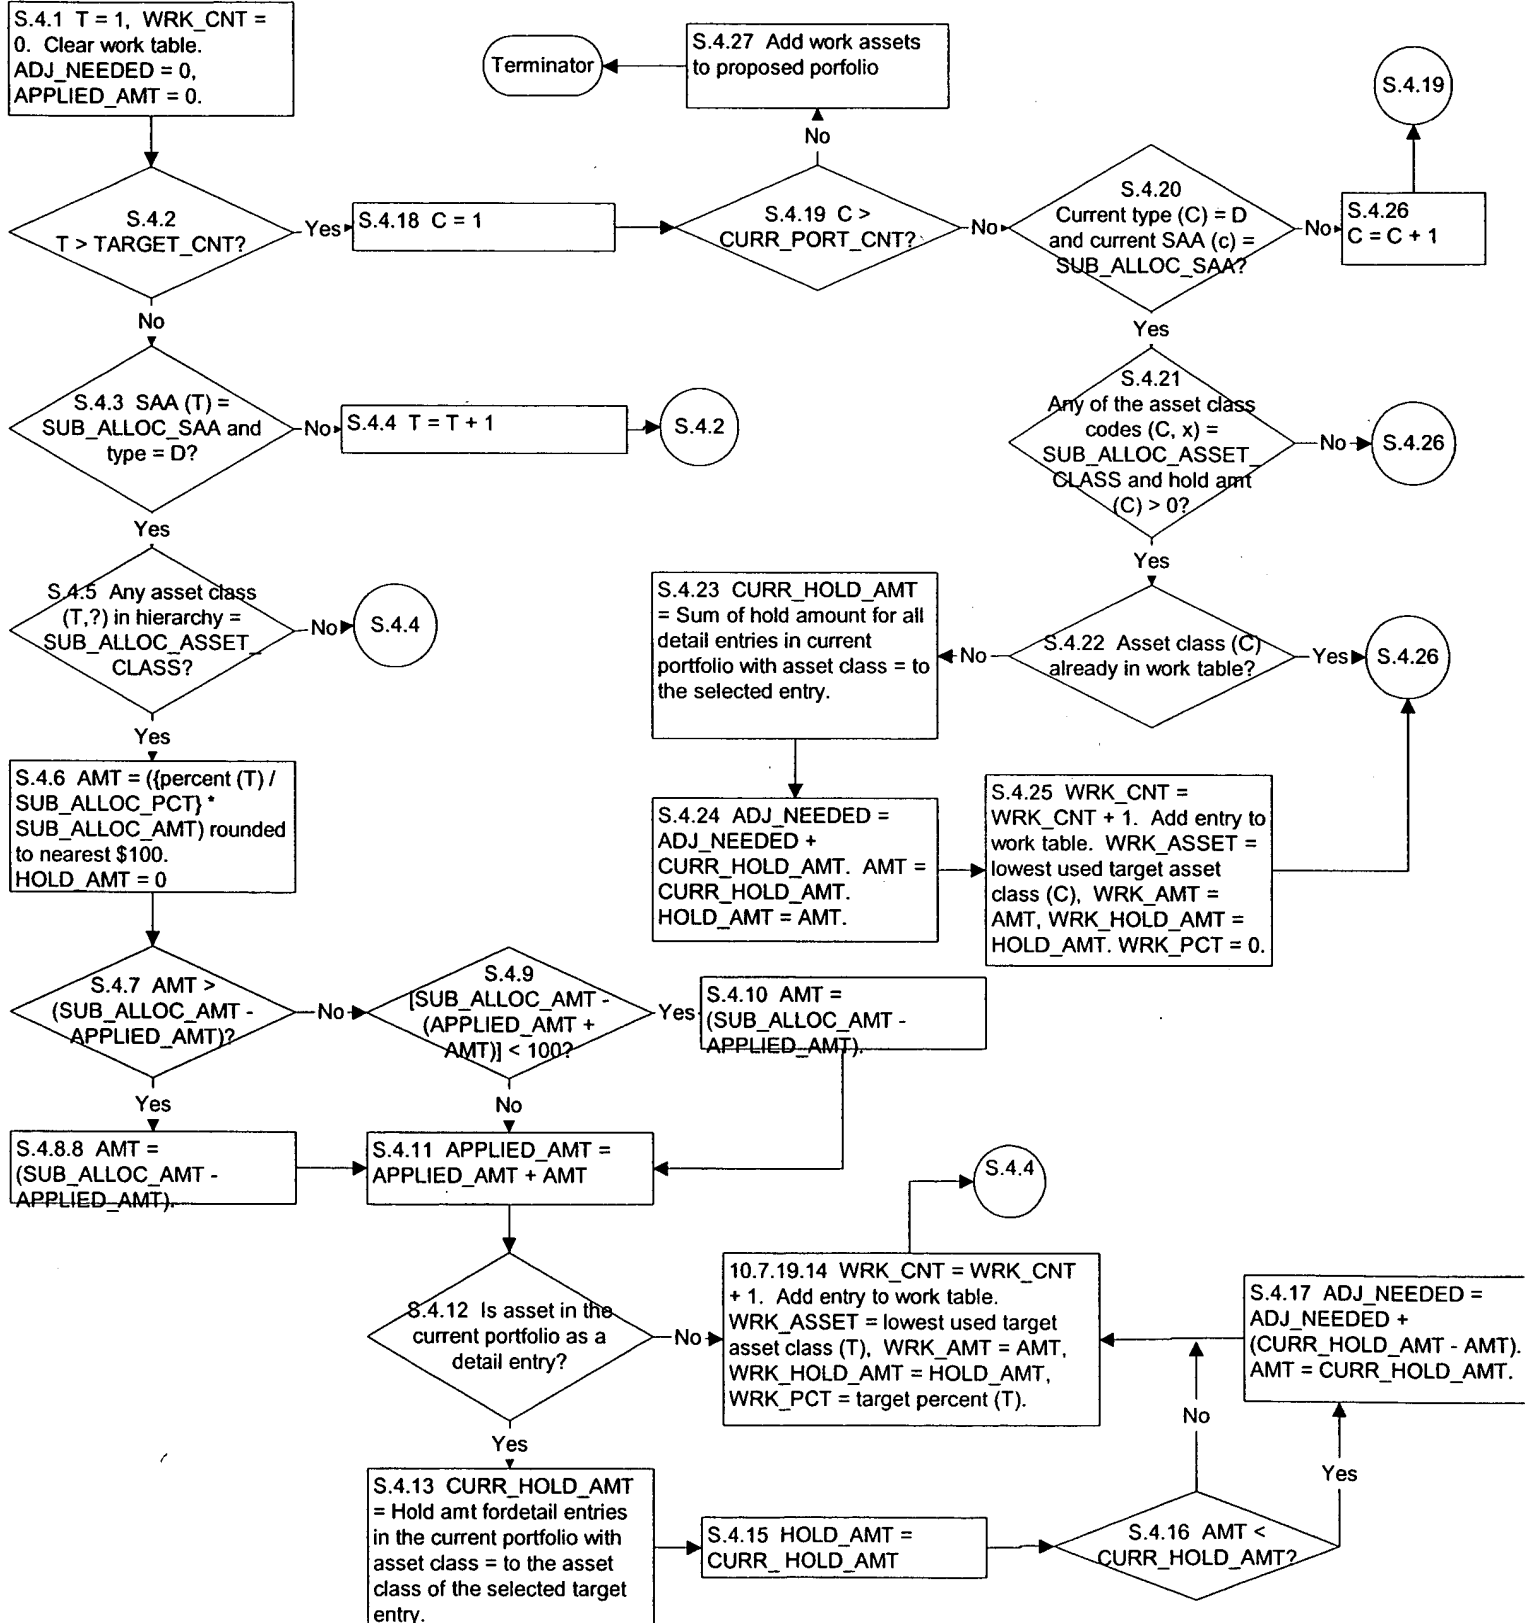 S.4.1 T = 1, WRK_CNT =
0. Clear work table.
ADJ_NEEDED = 0,
APPLIED_AMT = 0.
Terminator
S.4.27 Add work assets
to proposed porfolio
S.4.19
No
S.4.2
T > TARGET_CNT?
Yes
S.4.18 C = 1
S.4.19 C >
CURR_PORT_CNT?
No
S.4.20
Current type (C) = D
and current SAA (c) =
SUB_ALLOC_SAA?
No
S.4.26
C = C + 1
No
Yes
S.4.3 SAA (T) =
SUB_ALLOC_SAA and
type = D?
No
S.4.4 T = T + 1
S.4.2
S.4.21
Any of the asset class
codes (C, x) =
SUB_ALLOC_ASSET_
CLASS and hold amt
(C) > 0?
No
S.4.26
Yes
Yes
S.4.5 Any asset class
(T,?) in hierarchy =
SUB_ALLOC_ASSET_
CLASS?
No
S.4.4
S.4.23 CURR_HOLD_AMT
= Sum of hold amount for all
detail entries in current
portfolio with asset class = to
the selected entry.
No
S.4.22 Asset class (C)
already in work table?
Yes
S.4.26
Yes
S.4.6 AMT = ({percent (T) /
SUB_ALLOC_PCT} *
SUB_ALLOC_AMT) rounded
to nearest $100.
HOLD_AMT = 0
S.4.24 ADJ_NEEDED =
ADJ_NEEDED +
CURR_HOLD_AMT. AMT =
CURR_HOLD_AMT.
HOLD_AMT = AMT.
S.4.25 WRK_CNT =
WRK_CNT + 1. Add entry to
work table. WRK_ASSET =
lowest used target asset
class (C), WRK_AMT =
AMT, WRK_HOLD_AMT =
HOLD_AMT. WRK_PCT = 0.
S.4.7 AMT >
(SUB_ALLOC_AMT -
APPLIED_AMT)?
No
S.4.9
[SUB_ALLOC_AMT -
(APPLIED_AMT +
AMT)] < 100?
Yes
S.4.10 AMT =
(SUB_ALLOC_AMT -
APPLIED_AMT).
Yes
No
S.4.8.8 AMT =
(SUB_ALLOC_AMT -
APPLIED_AMT).
S.4.11 APPLIED_AMT =
APPLIED_AMT + AMT
S.4.4
S.4.12 Is asset in the
current portfolio as a
detail entry?
No
10.7.19.14 WRK_CNT = WRK_CNT
+ 1. Add entry to work table.
WRK_ASSET = lowest used target
asset class (T), WRK_AMT = AMT,
WRK_HOLD_AMT = HOLD_AMT,
WRK_PCT = target percent (T).
S.4.17 ADJ_NEEDED =
ADJ_NEEDED +
(CURR_HOLD_AMT - AMT).
AMT = CURR_HOLD_AMT.
Yes
No
Yes
S.4.13 CURR_HOLD_AMT
= Hold amt fordetail entries
in the current portfolio with
asset class = to the asset
class of the selected target
entry.
S.4.15 HOLD_AMT =
CURR_HOLD_AMT
S.4.16 AMT <
CURR_HOLD_AMT?